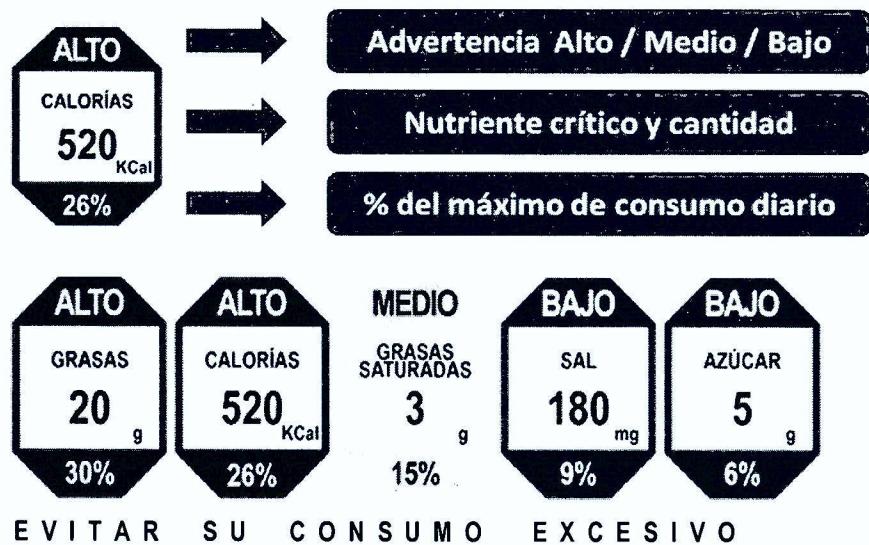 ALTO
CALORÍAS
520
KCal
26%
Advertencia Alto / Medio / Bajo
Nutriente crítico y cantidad
% del máximo de consumo diario
ALTO
GRASAS
20
g
30%
ALTO
CALORÍAS
520
KCal
26%
MEDIO
GRASAS
SATURADAS
3
g
15%
BAJO
SAL
180
mg
9%
BAJO
AZÚCAR
5
g
6%
EVITAR SU CONSUMO EXCESIVO